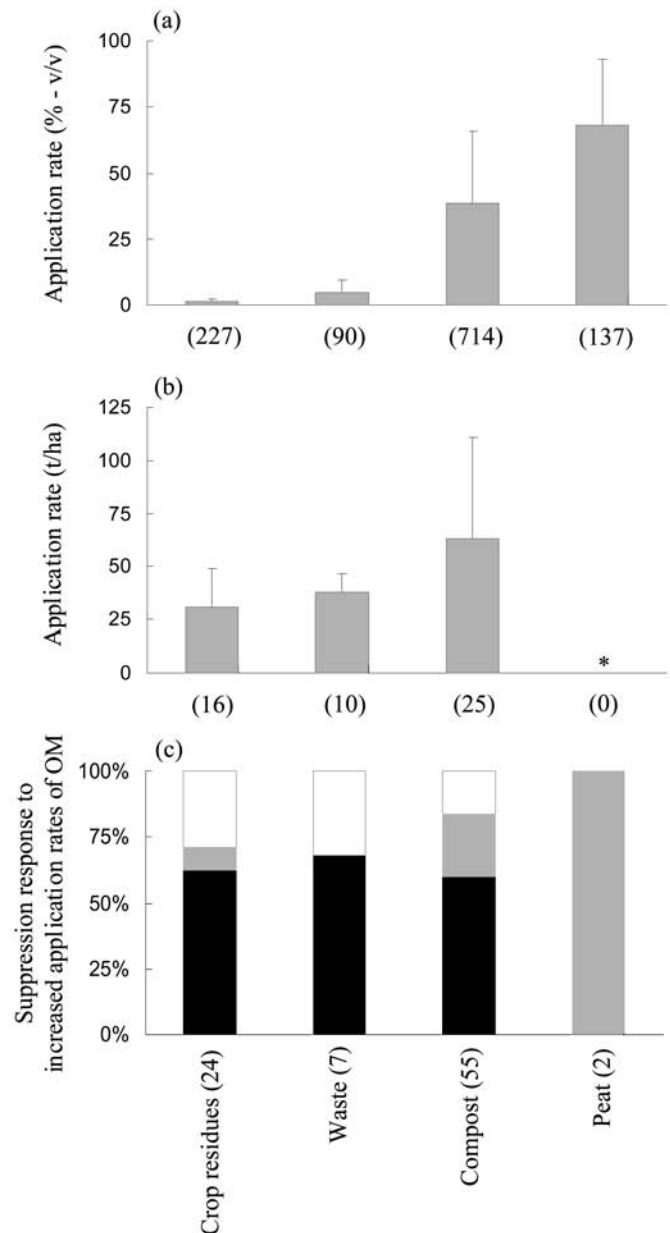 (a)
Application rate (% - v/v)
100
75
50
25
0
(227) (90) (714) (137)
(b)
Application rate (t/ha)
125
100
75
50
25
0
*
(16) (10) (25) (0)
(c)
Suppression response to
increased application rates of OM
100%
75%
50%
25%
0%
Crop residues (24)
Waste (7)
Compost (55)
Peat (2)